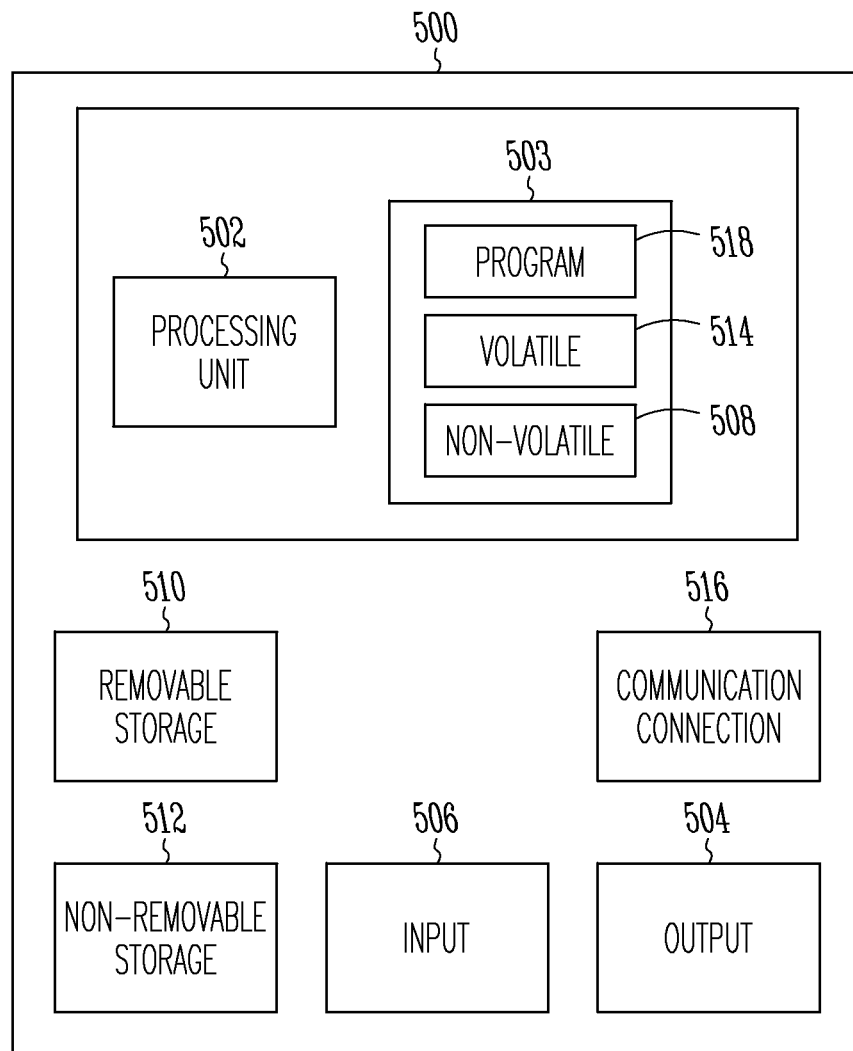 500
503
502
518
PROGRAM
PROCESSING
UNIT
514
VOLATILE
508
NON-VOLATILE
510
516
REMOVABLE
STORAGE
COMMUNICATION
CONNECTION
512
506
504
NON-REMOVABLE
STORAGE
INPUT
OUTPUT